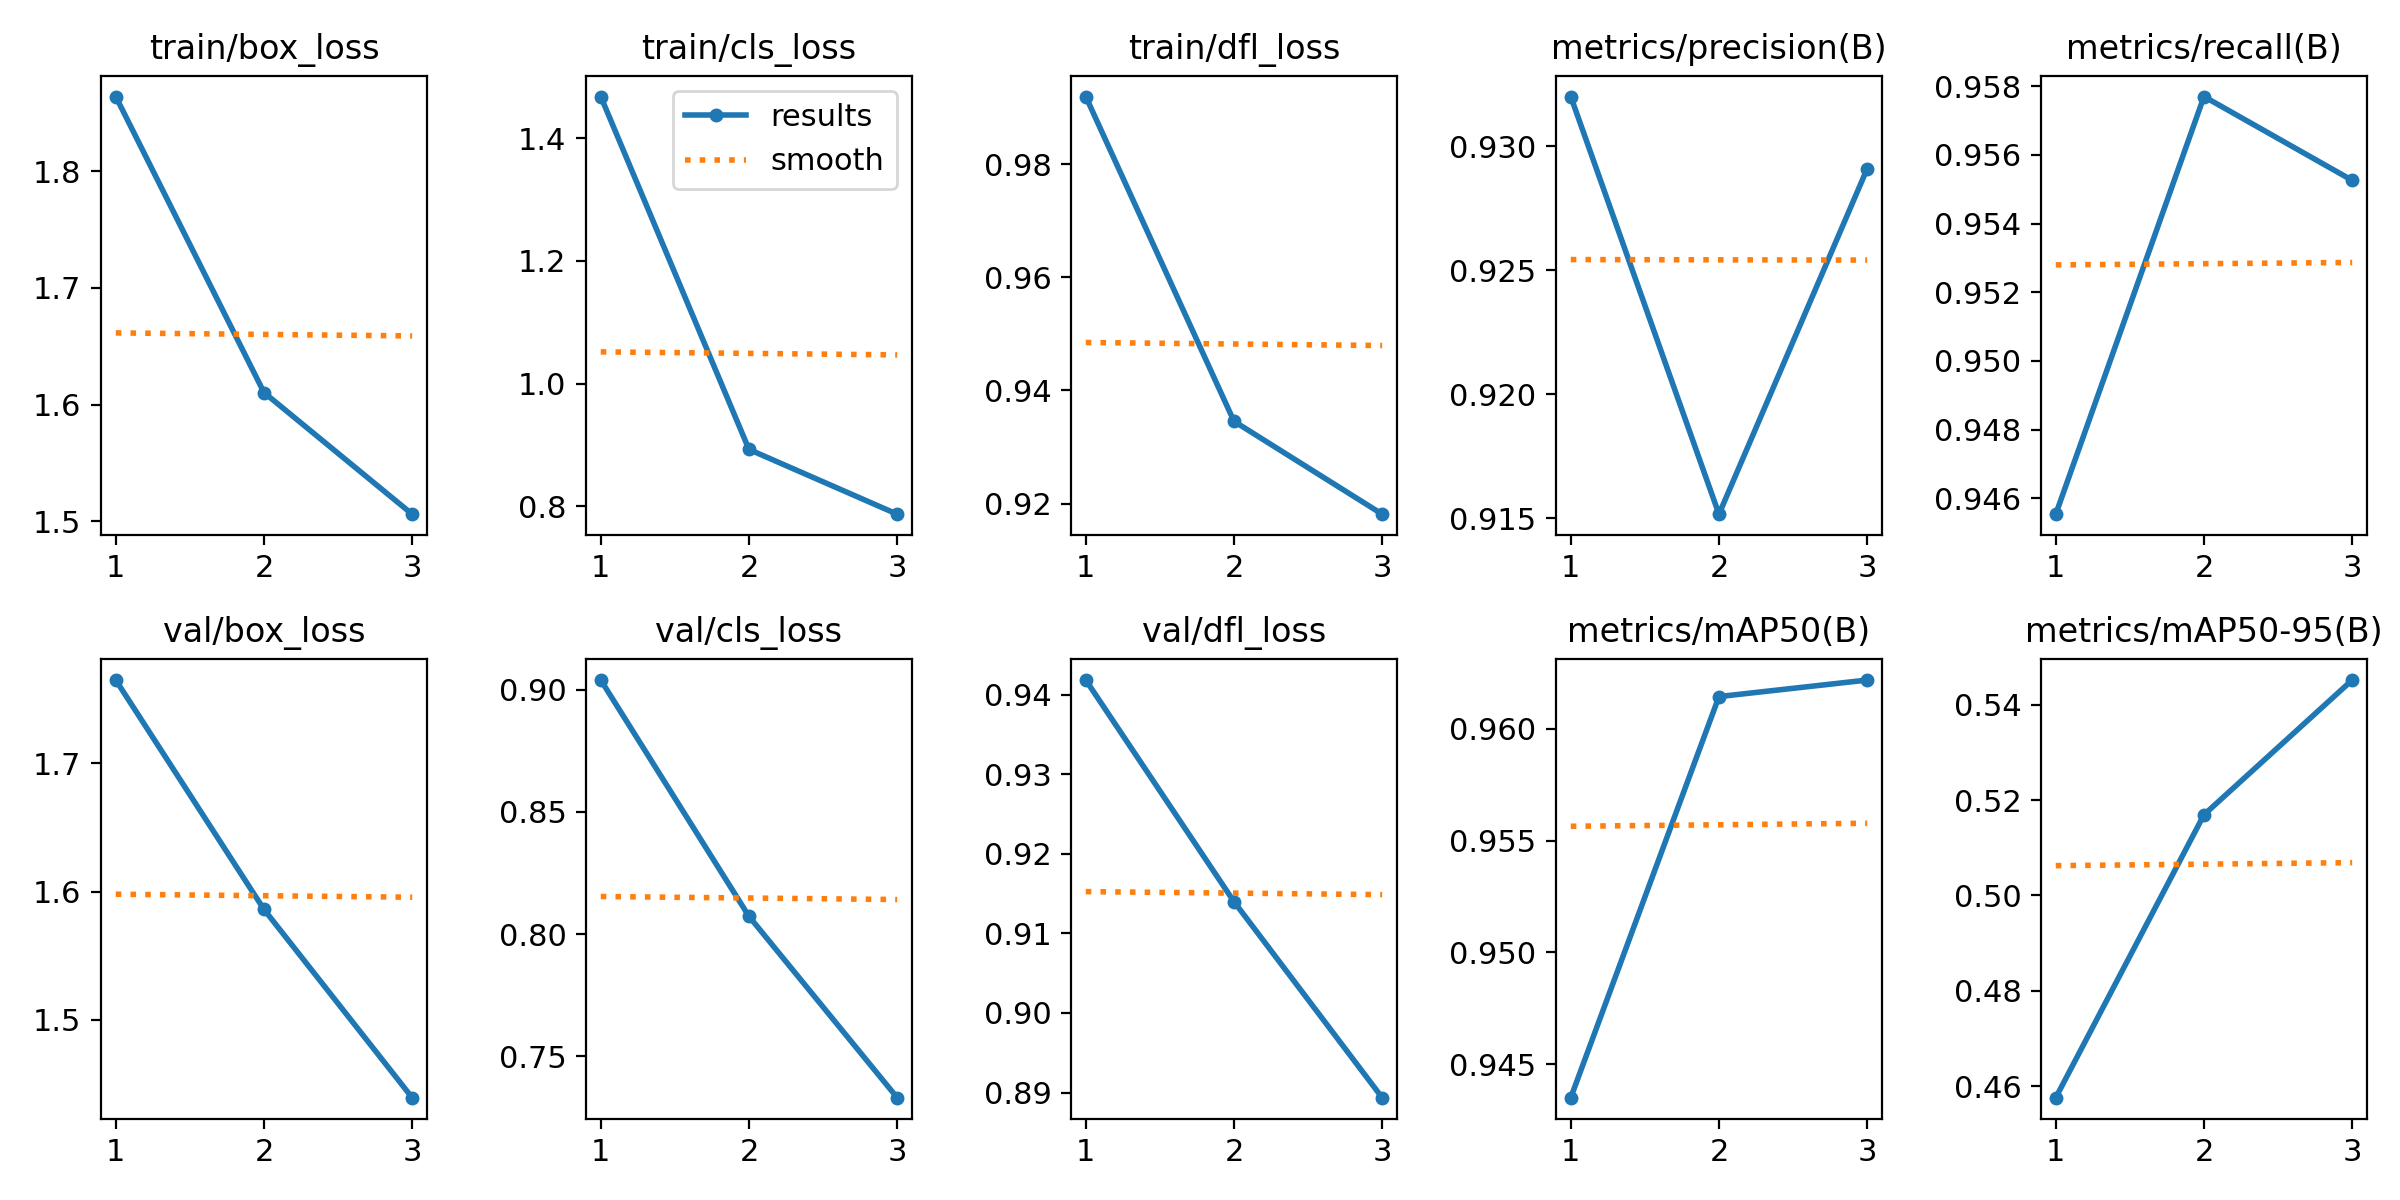 train/box_loss
1.8
1.7
1.6
1.5
1 2 3
train/cls_loss
results
smooth
1.4
1.2
1.0
0.8
1 2 3
train/dfl_loss
0.98
0.96
0.94
0.92
1 2 3
metrics/precision(B)
0.930
0.925
0.920
0.915
1 2 3
metrics/recall(B)
0.958
0.956
0.954
0.952
0.950
0.948
0.946
1 2 3
val/box_loss
1.7
1.6
1.5
1 2 3
val/cls_loss
0.90
0.85
0.80
0.75
1 2 3
val/dfl_loss
0.94
0.93
0.92
0.91
0.90
0.89
1 2 3
metrics/mAP50(B)
0.960
0.955
0.950
0.945
1 2 3
metrics/mAP50-95(B)
0.54
0.52
0.50
0.48
0.46
1 2 3